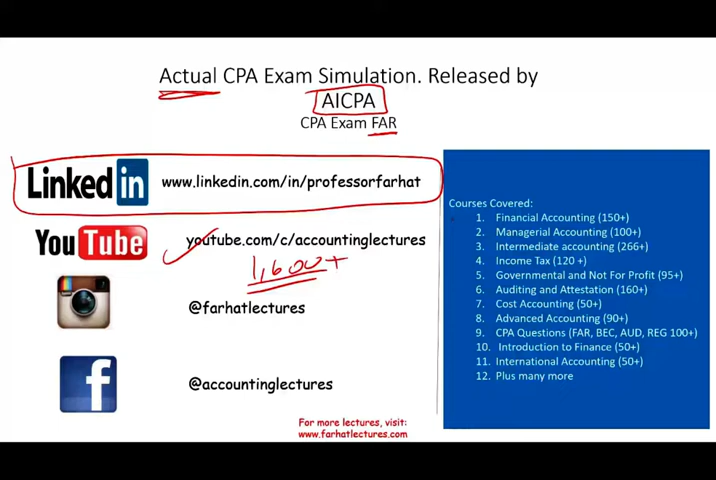 Actual CPA Exam Simulation. Released by
AICPA
CPA Exam FAR
Linked in
www.linkedin.com/in/professorfarhat
YouTube
youtube.com/c/accountinglectures
1,600+
@farhatlectures
f
@accountinglectures
Courses Covered:
1. Financial Accounting (150+)
2. Managerial Accounting (100+)
3. Intermediate accounting (266+)
4. Income Tax (120 +)
5. Governmental and Not For Profit (95+)
6. Auditing and Attestation (160+)
7. Cost Accounting (50+)
8. Advanced Accounting (90+)
9. CPA Questions (FAR, BEC, AUD, REG 100+)
10. Introduction to Finance (50+)
11. International Accounting (50+)
12. Plus many more
For more lectures, visit:
www.farhatlectures.com